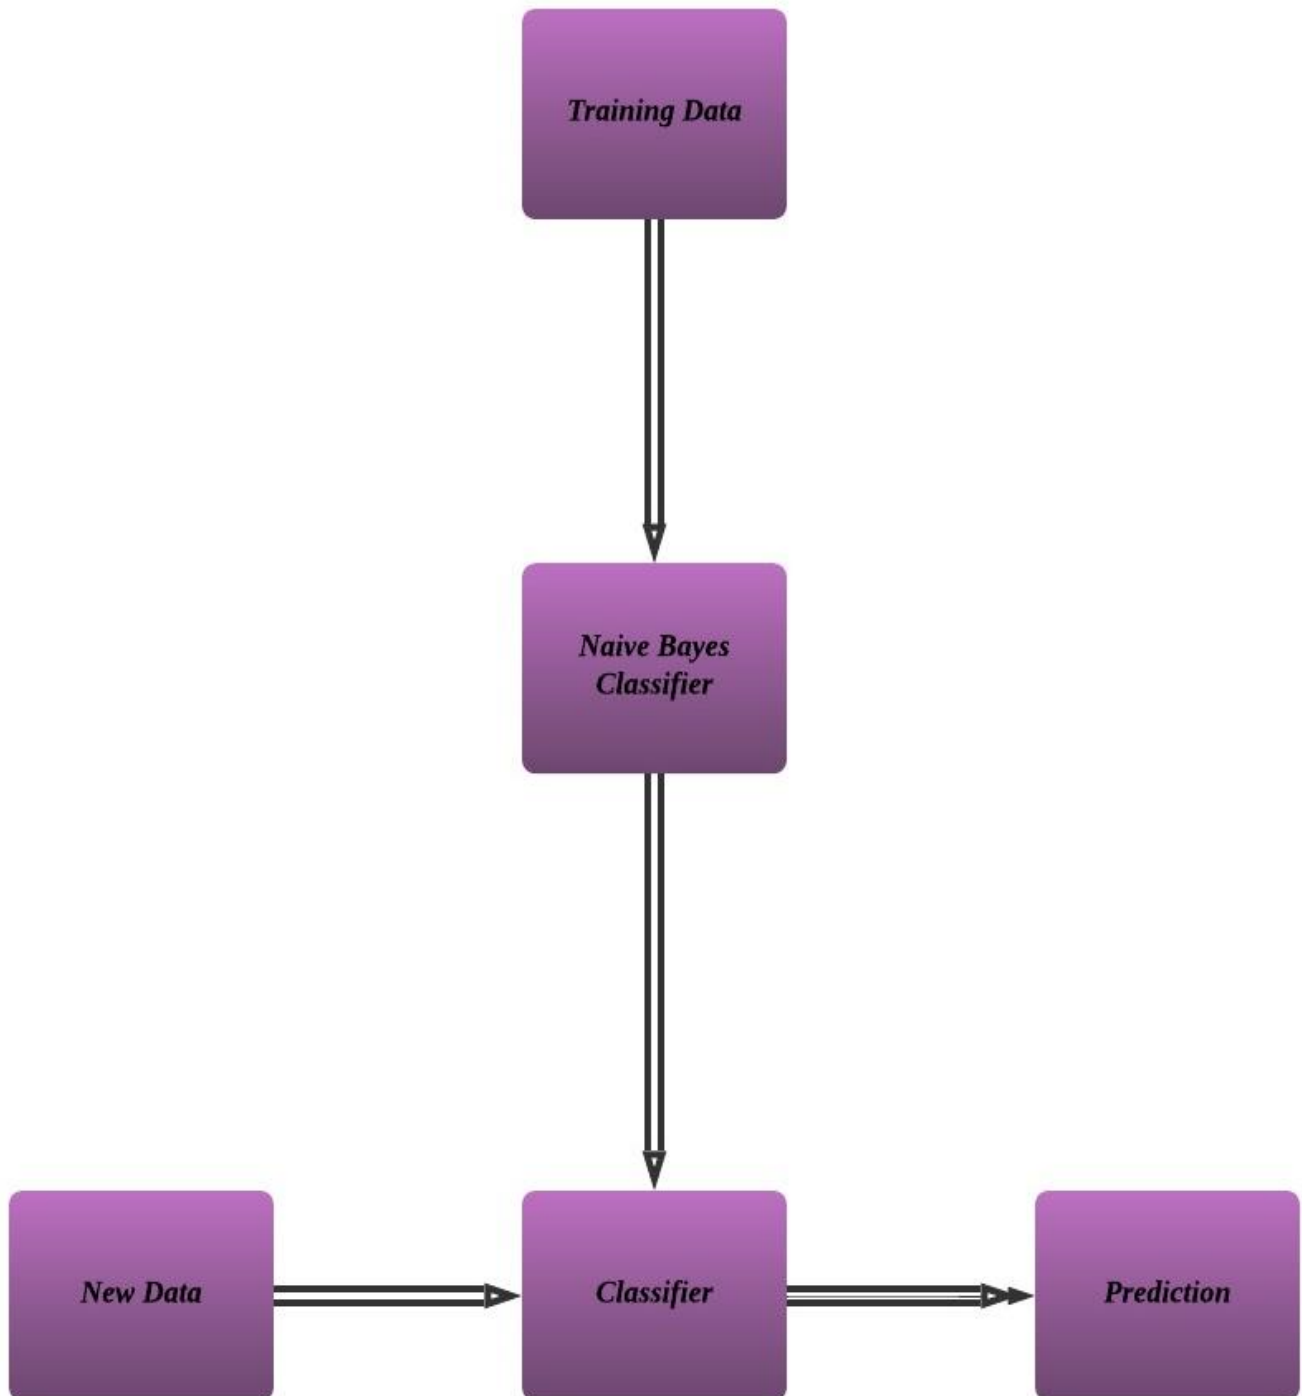 Training Data
Naive Bayes
Classifier
New Data
Classifier
Prediction